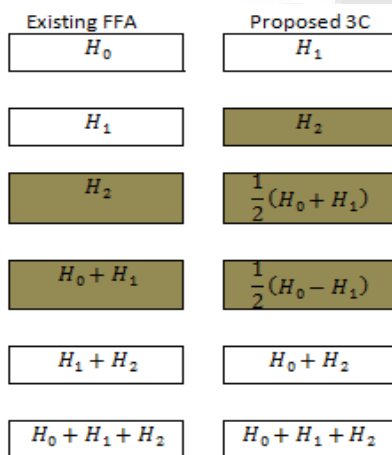 Existing FFA Proposed 3C
H₀ H₁
H₁ H₂
H₂ 1/2(H₀ + H₁)
H₀ + H₁ 1/2(H₀ − H₁)
H₁ + H₂ H₀ + H₂
H₀ + H₁ + H₂ H₀ + H₁ + H₂